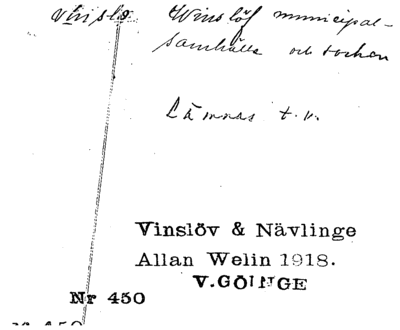 Vinslö Winslöf municipal-
samhälle och socken
Lämnas t. v.
Vinslöv & Nävlinge
Allan Welin 1918.
V.GÖINGE
Nr 450